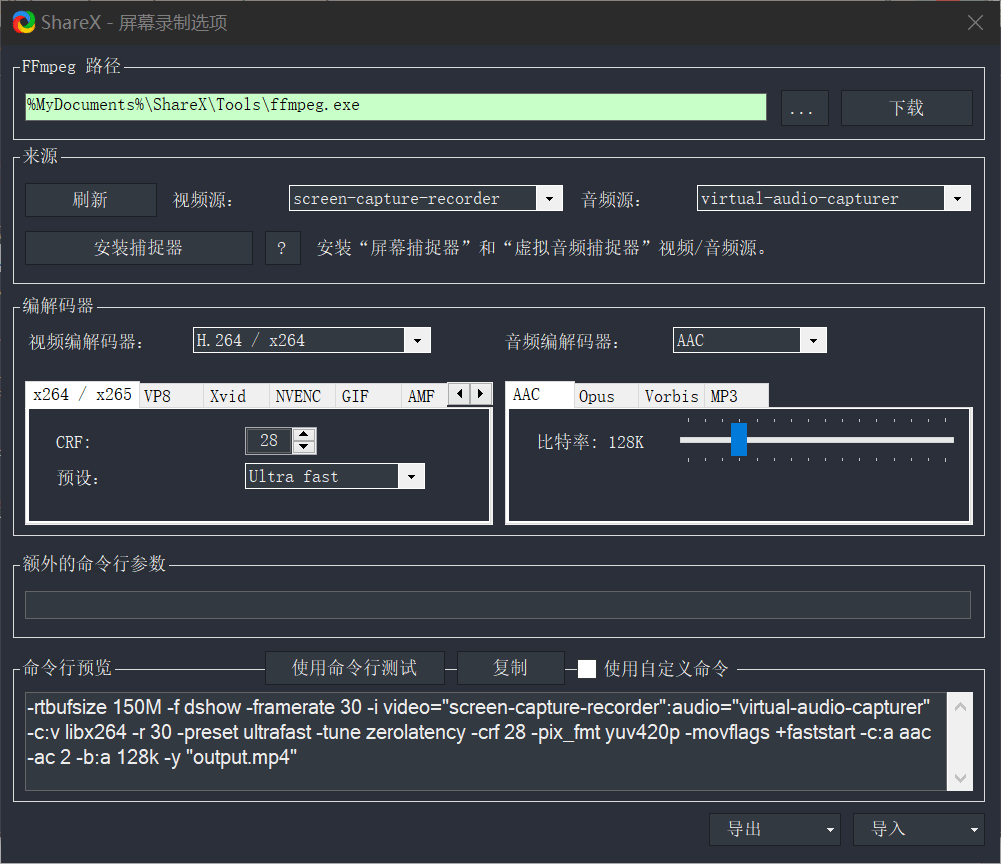 ShareX - 屏幕录制选项
FFmpeg 路径
%MyDocuments%\ShareX\Tools\ffmpeg.exe
...
下载
来源
刷新
视频源:
screen-capture-recorder
音频源:
virtual-audio-capturer
安装捕捉器
?
安装“屏幕捕捉器”和“虚拟音频捕捉器”视频/音频源。
编解码器
视频编解码器:
H.264 / x264
音频编解码器:
AAC
x264 / x265
VP8
Xvid
NVENC
GIF
AMF
AAC
Opus
Vorbis
MP3
CRF:
28
比特率: 128K
预设:
Ultra fast
额外的命令行参数
命令行预览
使用命令行测试
复制
使用自定义命令
-rtbufsize 150M -f dshow -framerate 30 -i video="screen-capture-recorder":audio="virtual-audio-capturer"
-c:v libx264 -r 30 -preset ultrafast -tune zerolatency -crf 28 -pix_fmt yuv420p -movflags +faststart -c:a aac
-ac 2 -b:a 128k -y "output.mp4"
导出
导入